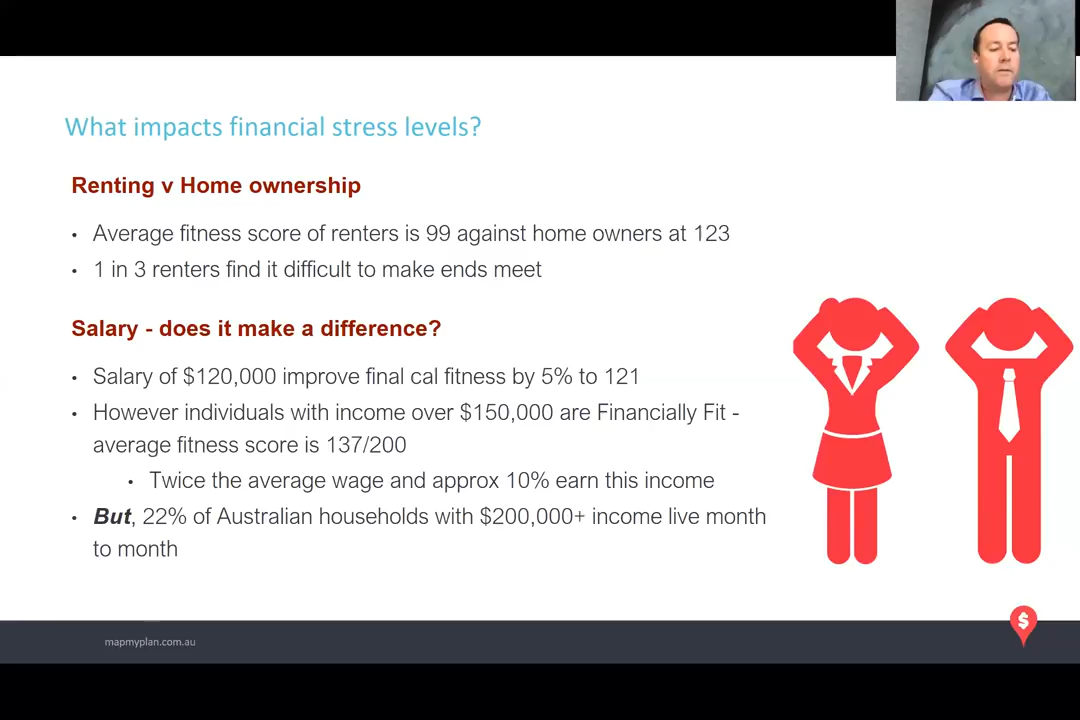 What impacts financial stress levels?
Renting v Home ownership
• Average fitness score of renters is 99 against home owners at 123
• 1 in 3 renters find it difficult to make ends meet
Salary - does it make a difference?
• Salary of $120,000 improve final cal fitness by 5% to 121
• However individuals with income over $150,000 are Financially Fit -
average fitness score is 137/200
• Twice the average wage and approx 10% earn this income
• But, 22% of Australian households with $200,000+ income live month
to month
$
mapmyplan.com.au